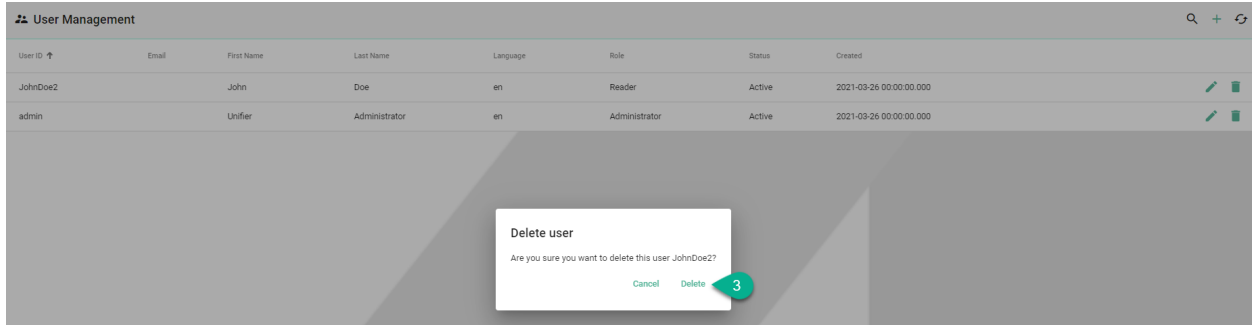 User Management
User ID Email First Name Last Name Language Role Status Created
JohnDoe2 John Doe en Reader Active 2021-03-26 00:00:00.000
admin Unifier Administrator en Administrator Active 2021-03-26 00:00:00.000
Delete user
Are you sure you want to delete this user JohnDoe2?
Cancel Delete 3